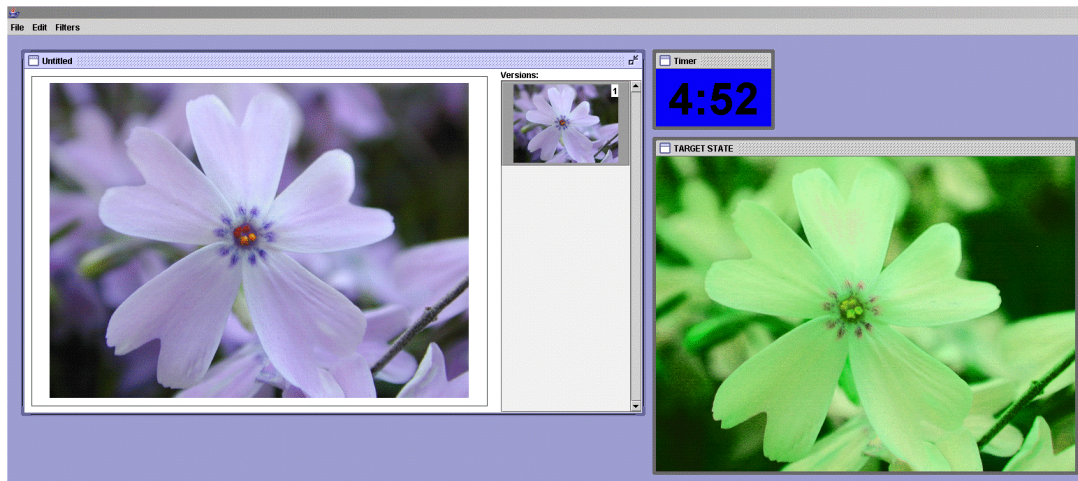 File Edit Filters
Untitled
Versions:
1
Timer
4:52
TARGET STATE